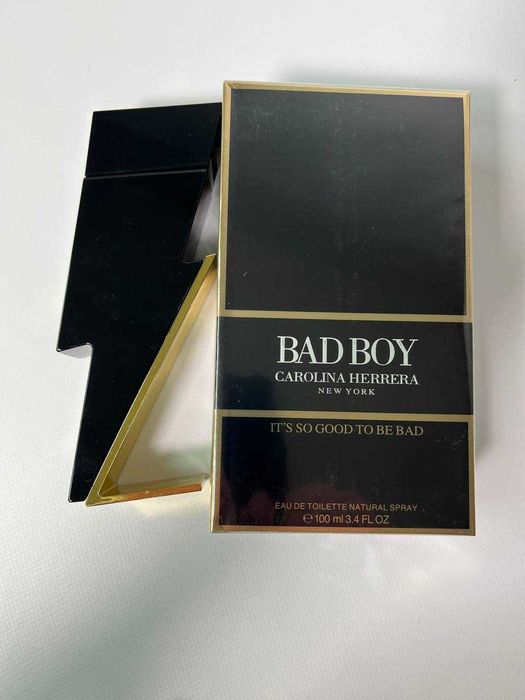 BAD BOY
CAROLINA HERRERA
NEW YORK
IT'S SO GOOD TO BE BAD
EAU DE TOILETTE NATURAL SPRAY
℮100 ml 3.4 FL OZ